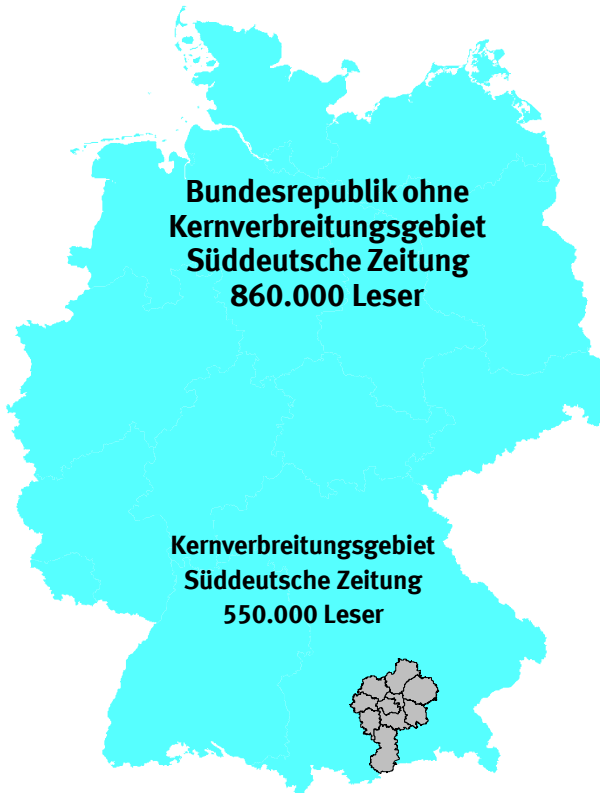 Bundesrepublik ohne
Kernverbreitungsgebiet
Süddeutsche Zeitung
860.000 Leser
Kernverbreitungsgebiet
Süddeutsche Zeitung
550.000 Leser